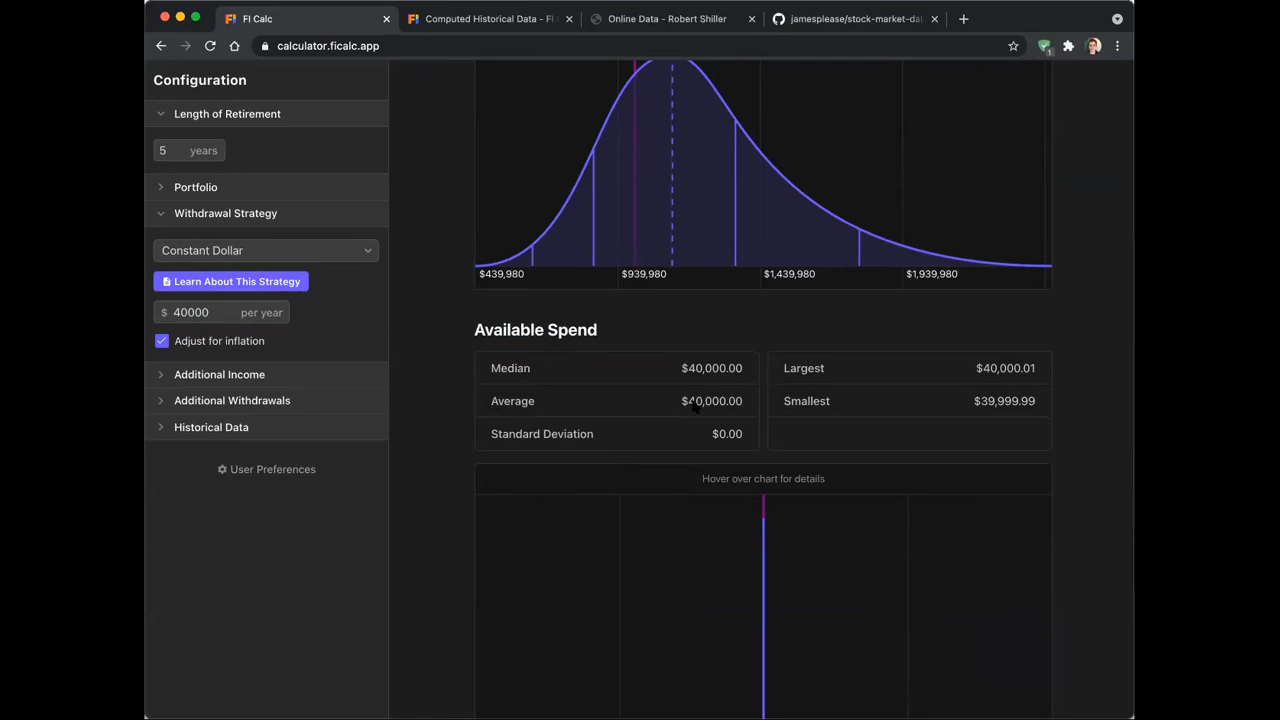 FI Calc
Computed Historical Data - FI
Online Data - Robert Shiller
jamesplease/stock-market-da
calculator.ficalc.app
1
Configuration
Length of Retirement
5 years
Portfolio
Withdrawal Strategy
Constant Dollar
Learn About This Strategy
$ 40000 per year
Adjust for inflation
Additional Income
Additional Withdrawals
Historical Data
User Preferences
$439,980 $939,980 $1,439,980 $1,939,980
Available Spend
Median $40,000.00 Largest $40,000.01
Average $40,000.00 Smallest $39,999.99
Standard Deviation $0.00
Hover over chart for details